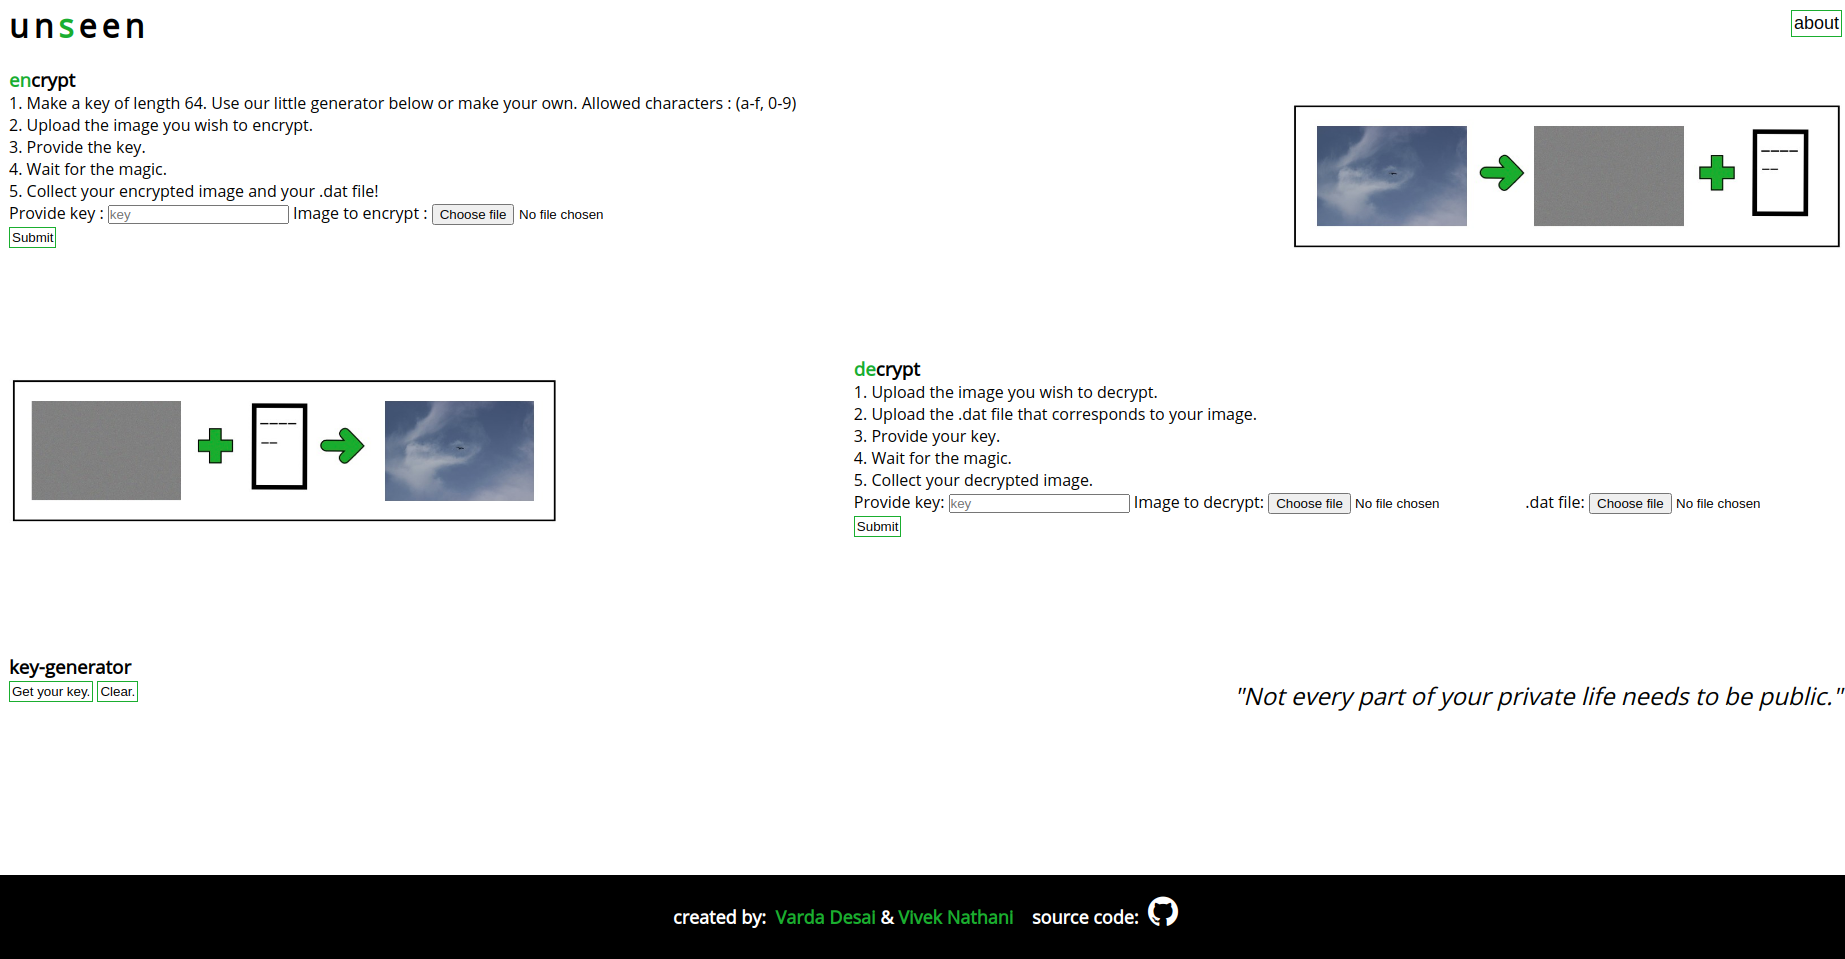 unseen
about
encrypt
1. Make a key of length 64. Use our little generator below or make your own. Allowed characters : (a-f, 0-9)
2. Upload the image you wish to encrypt.
3. Provide the key.
4. Wait for the magic.
5. Collect your encrypted image and your .dat file!
Provide key : key Image to encrypt : Choose file No file chosen
Submit
decrypt
1. Upload the image you wish to decrypt.
2. Upload the .dat file that corresponds to your image.
3. Provide your key.
4. Wait for the magic.
5. Collect your decrypted image.
Provide key: key Image to decrypt: Choose file No file chosen .dat file: Choose file No file chosen
Submit
key-generator
Get your key. Clear.
"Not every part of your private life needs to be public."
created by: Varda Desai & Vivek Nathani source code: